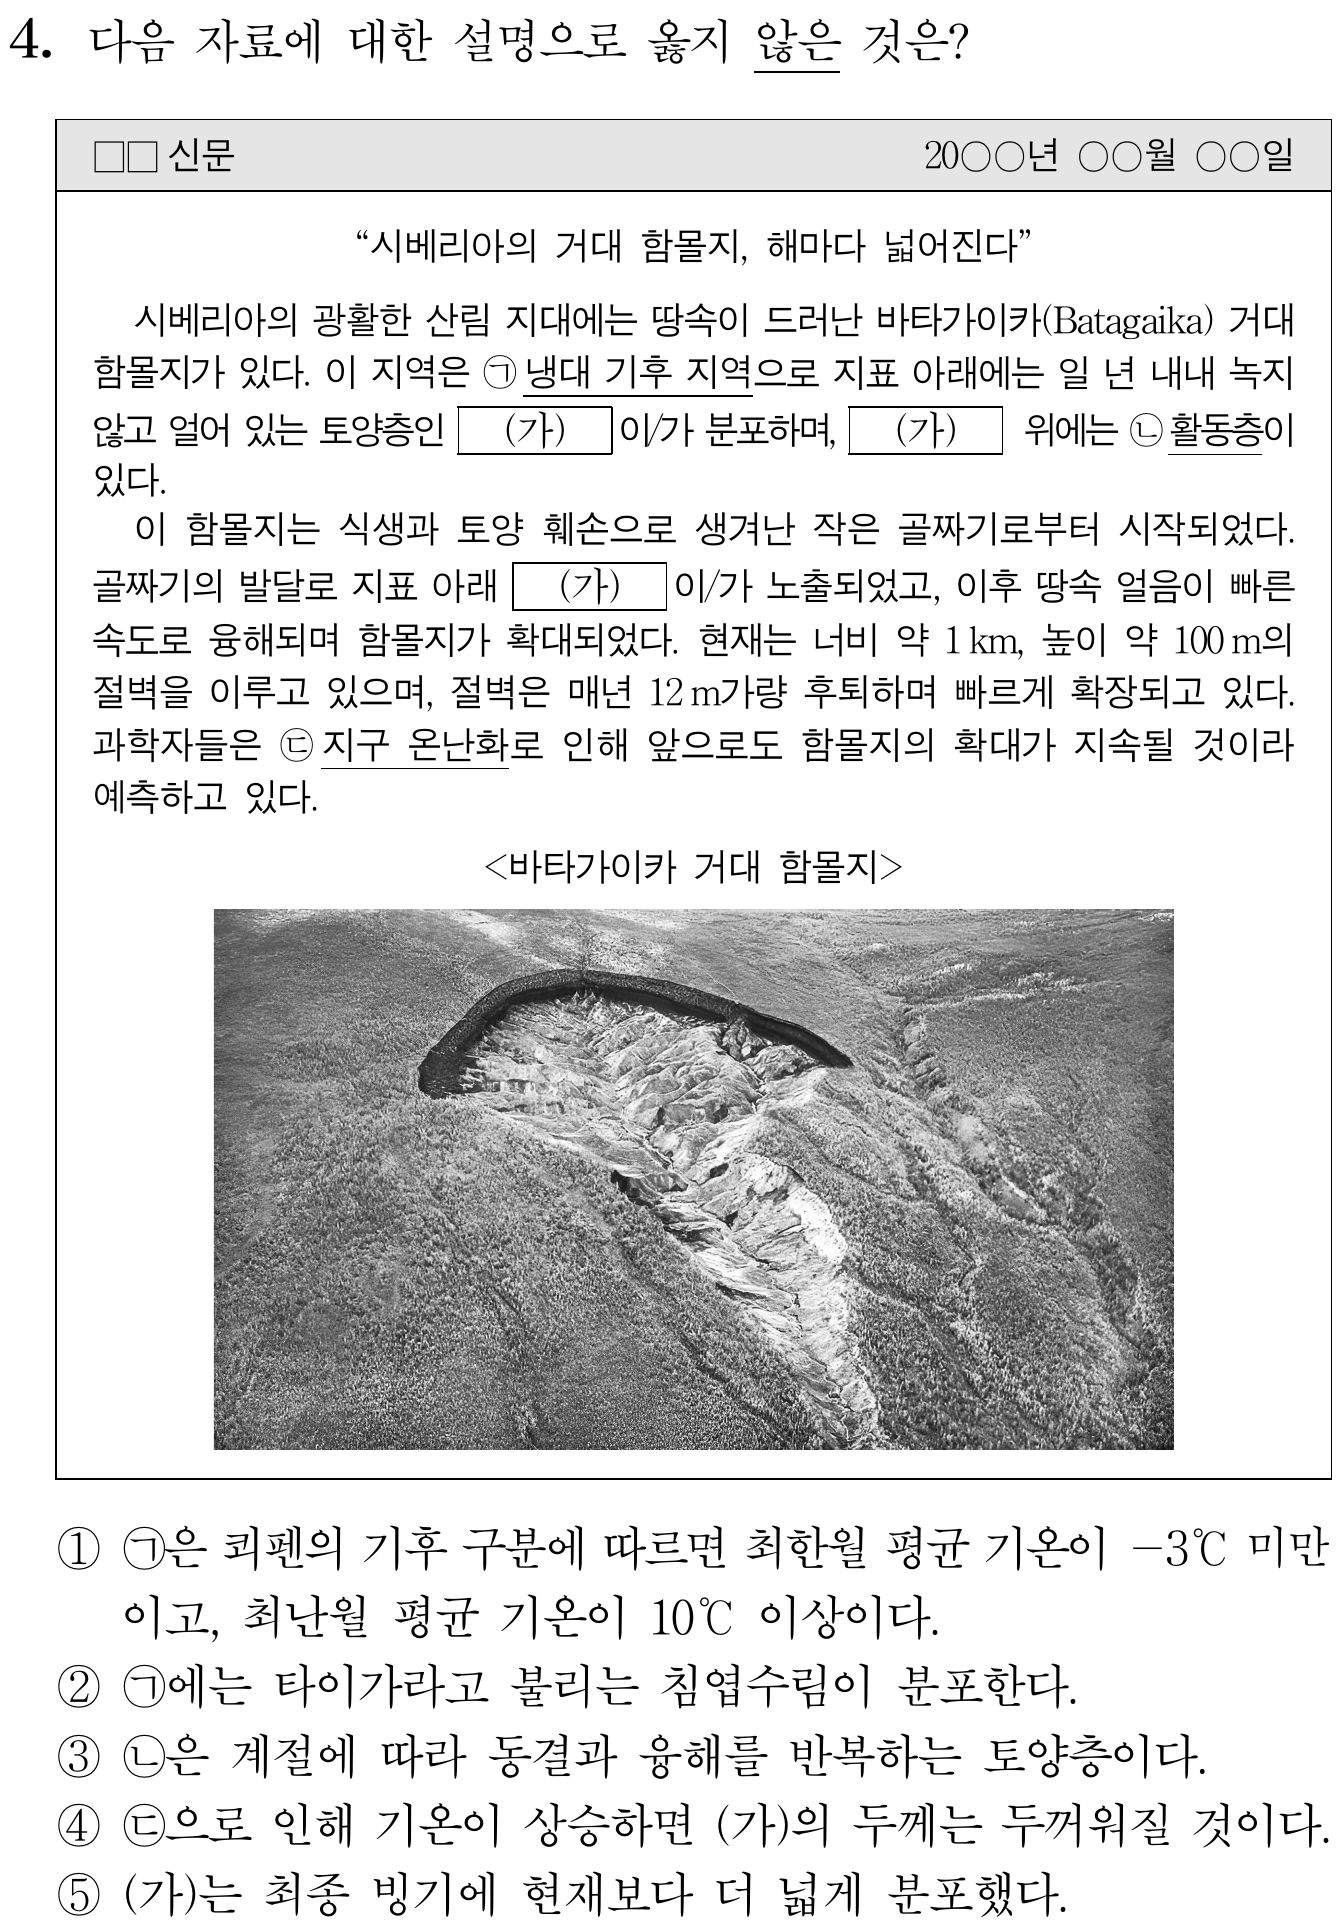 4. 다음 자료에 대한 설명으로 옳지 않은 것은?
□□ 신문 20○○년 ○○월 ○○일
“시베리아의 거대 함몰지, 해마다 넓어진다”
시베리아의 광활한 산림 지대에는 땅속이 드러난 바타가이카(Batagaika) 거대
함몰지가 있다. 이 지역은 ㉠냉대 기후 지역으로 지표 아래에는 일 년 내내 녹지
않고 얼어 있는 토양층인 (가) 이/가 분포하며, (가) 위에는 ㉡활동층이
있다.
이 함몰지는 식생과 토양 훼손으로 생겨난 작은 골짜기로부터 시작되었다.
골짜기의 발달로 지표 아래 (가) 이/가 노출되었고, 이후 땅속 얼음이 빠른
속도로 융해되며 함몰지가 확대되었다. 현재는 너비 약 1km, 높이 약 100m의
절벽을 이루고 있으며, 절벽은 매년 12m가량 후퇴하며 빠르게 확장되고 있다.
과학자들은 ㉢지구 온난화로 인해 앞으로도 함몰지의 확대가 지속될 것이라
예측하고 있다.
<바타가이카 거대 함몰지>
① ㉠은 쾨펜의 기후 구분에 따르면 최한월 평균 기온이 -3℃ 미만
이고, 최난월 평균 기온이 10℃ 이상이다.
② ㉠에는 타이가라고 불리는 침엽수림이 분포한다.
③ ㉡은 계절에 따라 동결과 융해를 반복하는 토양층이다.
④ ㉢으로 인해 기온이 상승하면 (가)의 두께는 두꺼워질 것이다.
⑤ (가)는 최종 빙기에 현재보다 더 넓게 분포했다.